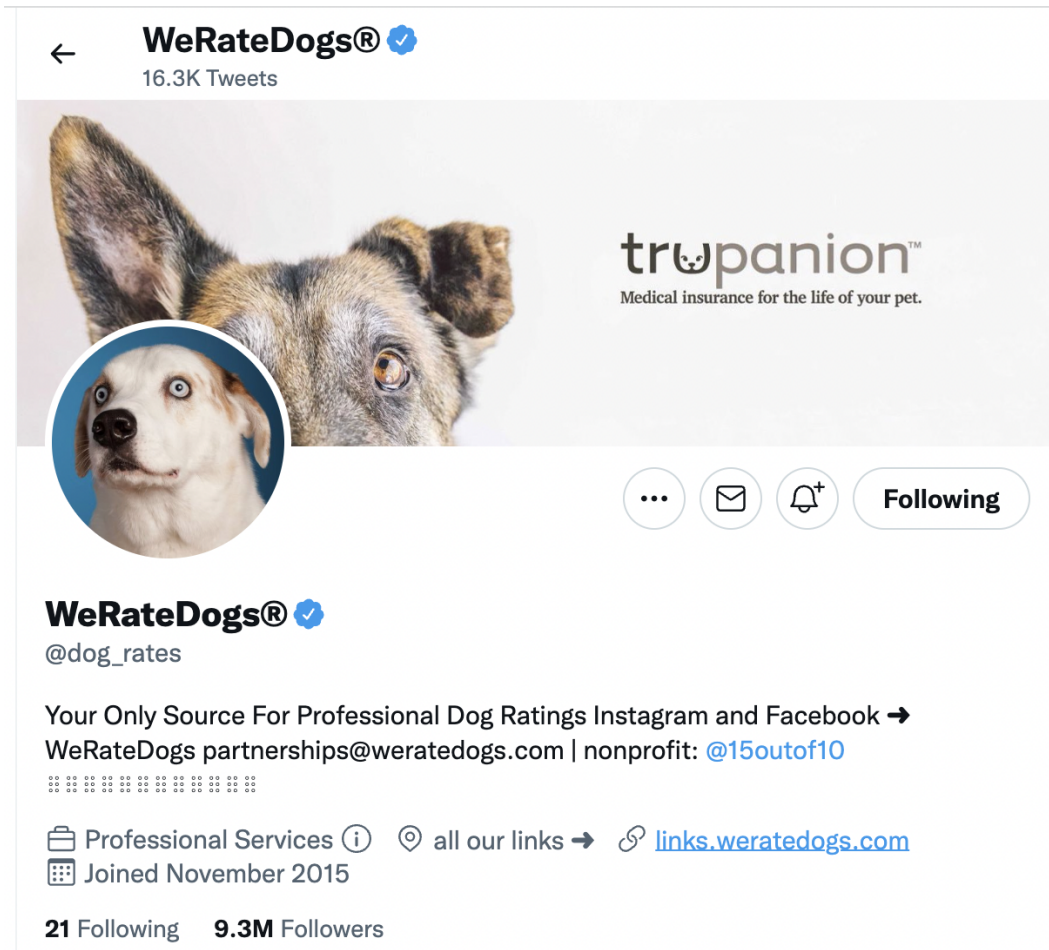 WeRateDogs®
16.3K Tweets
trupanion™
Medical insurance for the life of your pet.
Following
WeRateDogs®
@dog_rates
Your Only Source For Professional Dog Ratings Instagram and Facebook ➜
WeRateDogs partnerships@weratedogs.com | nonprofit: @15outof10
⠿⠿⠿⠿⠿⠿⠿⠿⠿⠿⠿⠿
Professional Services all our links ➜ links.weratedogs.com
Joined November 2015
21 Following 9.3M Followers